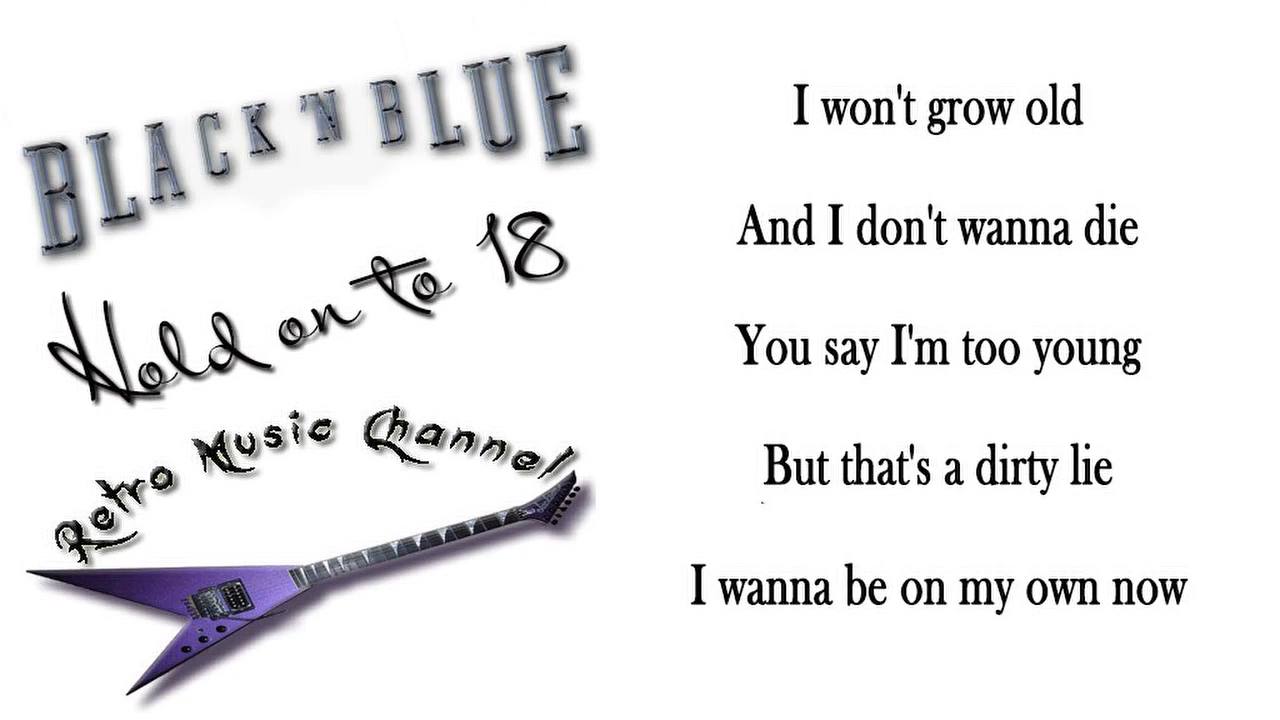 BLACK 'N BLUE
Hold on to 18
Retro Music Channel
I won't grow old
And I don't wanna die
You say I'm too young
But that's a dirty lie
I wanna be on my own now